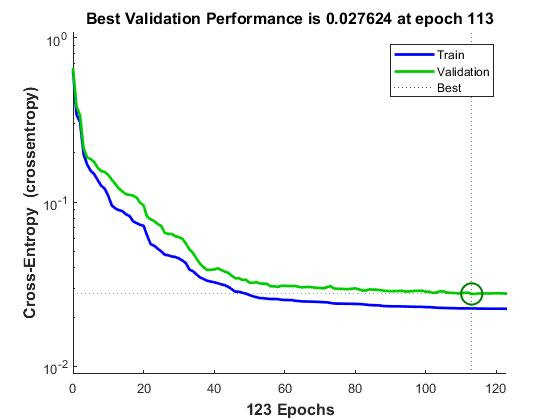 Best Validation Performance is 0.027624 at epoch 113
Cross-Entropy (crossentropy)
10^0
10^-1
10^-2
Train
Validation
Best
0 20 40 60 80 100 120
123 Epochs